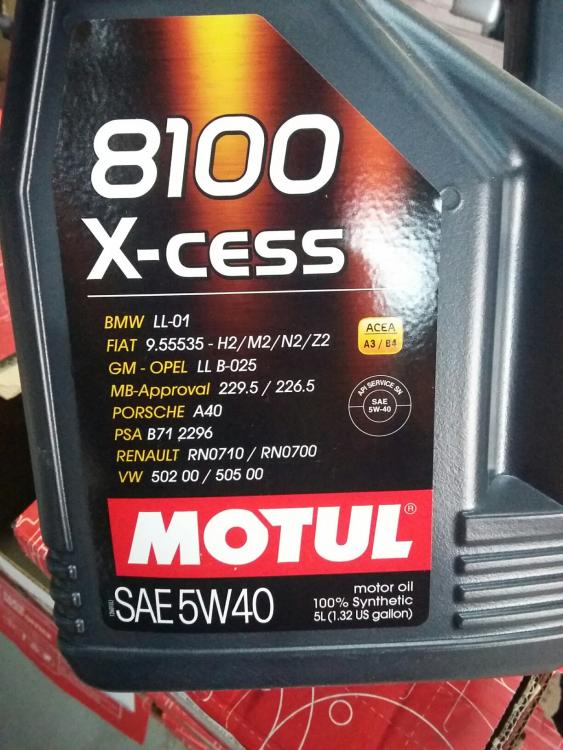 8100
X-CESS
BMW LL-01
FIAT 9.55535 - H2/M2/N2/Z2
GM - OPEL LL B-025
MB-Approval 229.5 / 226.5
PORSCHE A40
PSA B71 2296
RENAULT RN0710 / RN0700
VW 502 00 / 505 00
ACEA
A3 / B4
API SERVICE SN
SAE
5W-40
MOTUL®
SAE 5W40
motor oil
100% Synthetic
5L (1.32 US gallon)